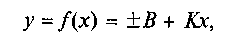 y = f(x) = ±B + Kx,